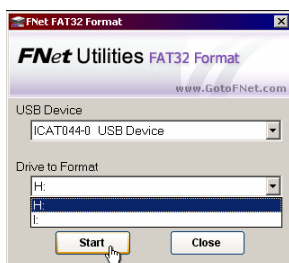 FNet FAT32 Format
FNet Utilities FAT32 Format
www.GotoFNet.com
USB Device
ICAT044-0 USB Device
Drive to Format
H:
H:
I:
Start
Close